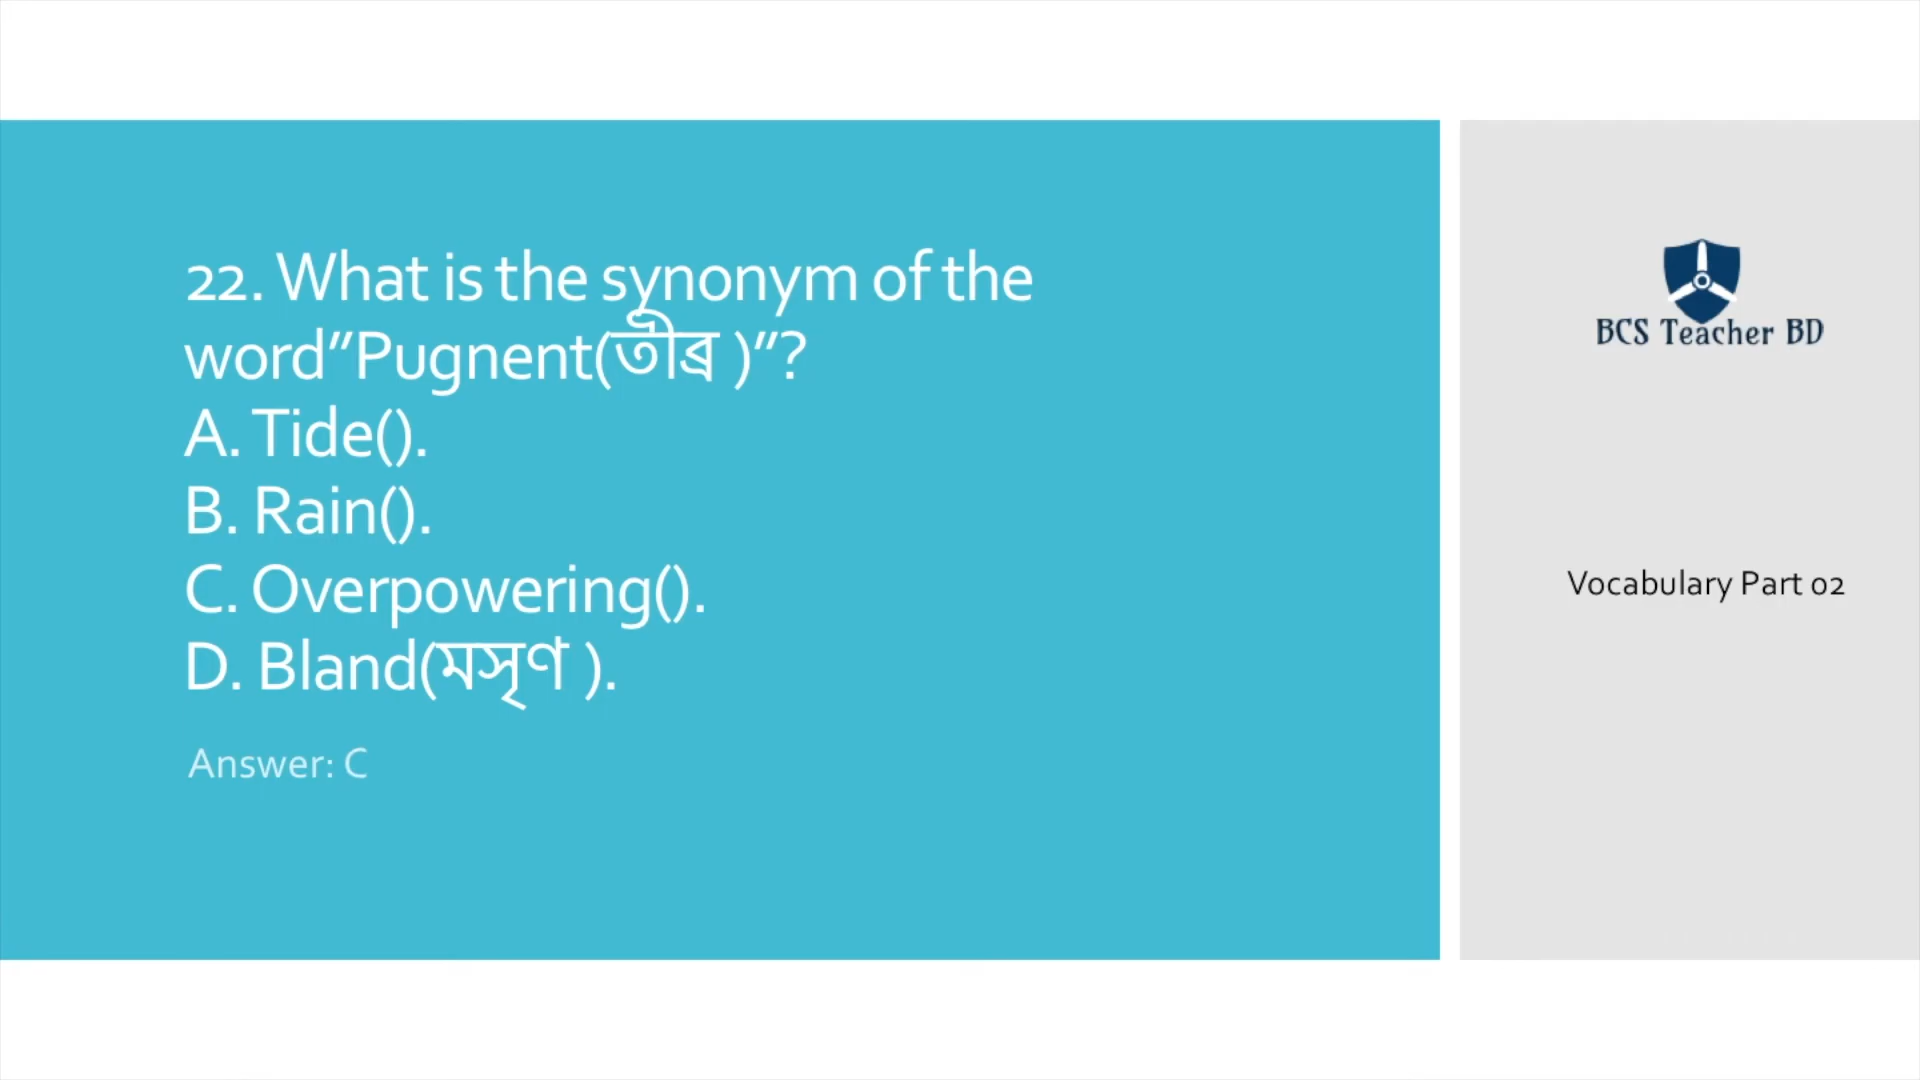 22. What is the synonym of the
word”Pugnent(তীব্র )”?
A. Tide().
B. Rain().
C. Overpowering().
D. Bland(মসৃণ ).
Answer: C
BCS Teacher BD
Vocabulary Part 02